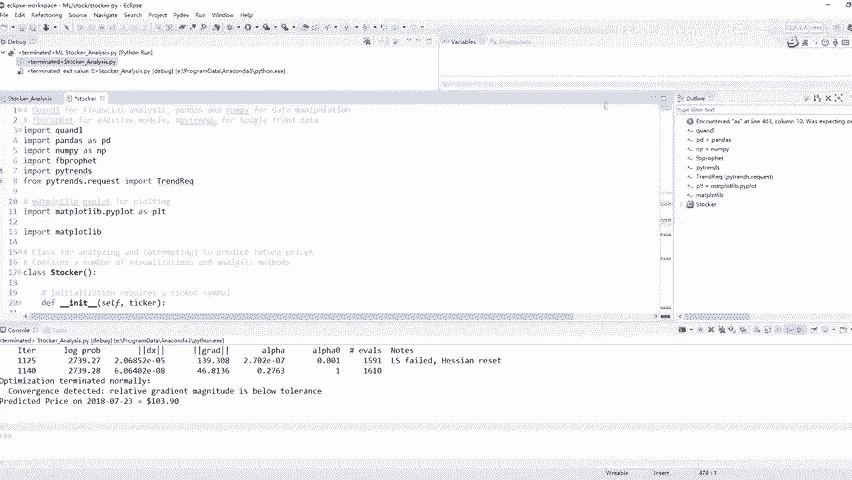 eclipse-workspace - ML/stock/stocker.py - Eclipse
File Edit Refactoring Source Navigate Search Project Pydev Run Window Help
Debug
Variables
<terminated> ML Stocker_Analysis.py [Python Run]
<terminated>Stocker_Analysis.py
<terminated, exit value: 0>Stocker_Analysis.py [debug] [e:\ProgramData\Anaconda3\python.exe]
Stocker_Analysis
*stocker
Outline
1 # Quandl for financial analysis, pandas and numpy for data manipulation
2 # fbprophet for additive models, #pytrends for Google trend data
3 import quandl
4 import pandas as pd
5 import numpy as np
6 import fbprophet
7 import pytrends
8 from pytrends.request import TrendReq
9
10 # matplotlib pyplot for plotting
11 import matplotlib.pyplot as plt
12
13 import matplotlib
14
15 # Class for analyzing and (attempting) to predict future prices
16 # Contains a number of visualizations and analysis methods
17 class Stocker():
18
19 # Initialization requires a ticker symbol
20 def __init__(self, ticker):
type filter text
Encountered "ax" at line 463, column 10. Was expecting
quandl
pd = pandas
np = numpy
fbprophet
pytrends
TrendReq (pytrends.request)
plt = matplotlib.pyplot
matplotlib
Stocker
Console
<terminated> Stocker_Analysis.py [debug] [e:\ProgramData\Anaconda3\python.exe]
Iter log prob ||dx|| ||grad|| alpha alpha0 # evals Notes
1125 2739.27 2.06852e-05 139.308 2.702e-07 0.001 1591 LS failed, Hessian reset
1140 2739.28 6.06402e-08 46.8136 0.2763 1 1610
Optimization terminated normally:
Convergence detected: relative gradient magnitude is below tolerance
Predicted Price on 2018-07-23 = $103.90
Writable Insert 476 : 1